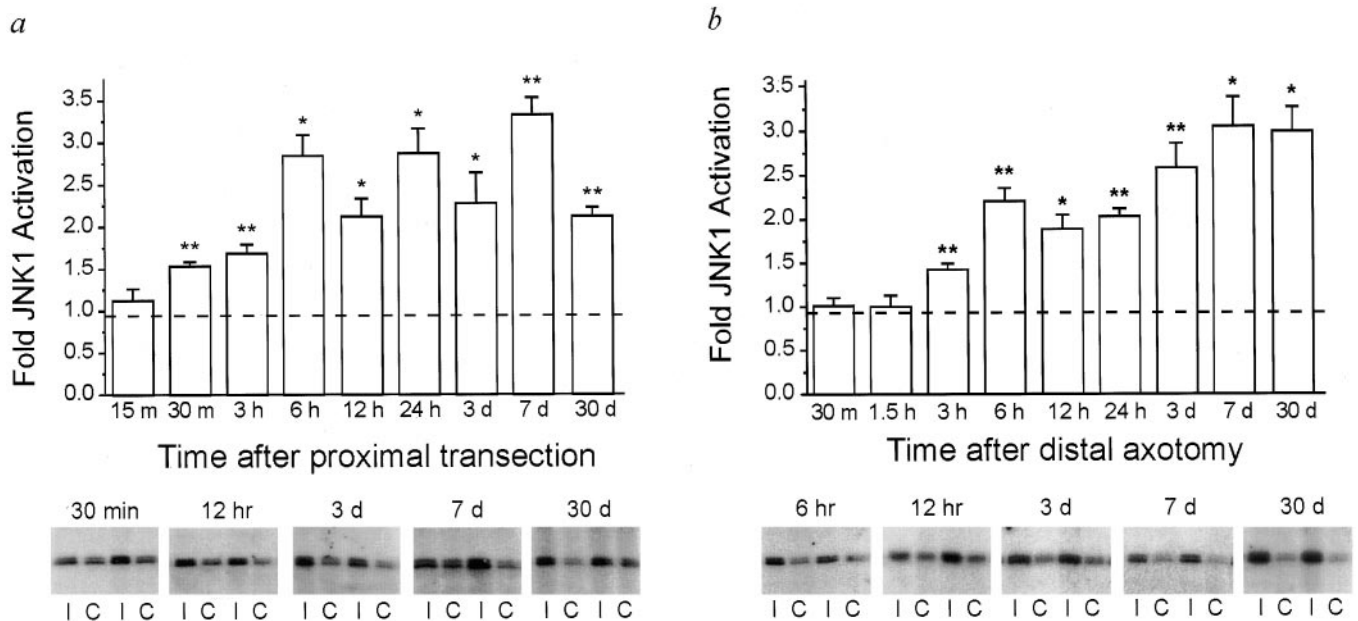 a
Fold JNK1 Activation
3.5
3.0
2.5
2.0
1.5
1.0
0.5
0.0
** ** * * * * ** **
15 m 30 m 3 h 6 h 12 h 24 h 3 d 7 d 30 d
Time after proximal transection
30 min 12 hr 3 d 7 d 30 d
I C I C I C I C I C I C I C I C I C I C
b
Fold JNK1 Activation
3.5
3.0
2.5
2.0
1.5
1.0
0.5
0.0
** ** * ** ** * *
30 m 1.5 h 3 h 6 h 12 h 24 h 3 d 7 d 30 d
Time after distal axotomy
6 hr 12 hr 3 d 7 d 30 d
I C I C I C I C I C I C I C I C I C I C